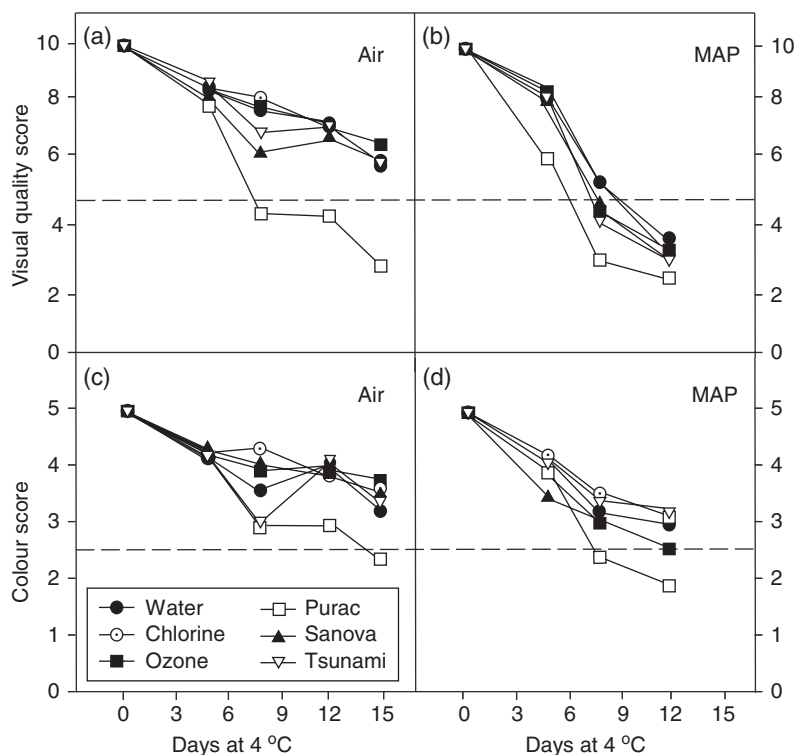 (a)
Air
(b)
MAP
10
8
6
4
2
0
Visual quality score
10
8
6
4
2
0
(c)
Air
(d)
MAP
5
4
3
2
1
0
Colour score
5
4
3
2
1
0
Water
Purac
Chlorine
Sanova
Ozone
Tsunami
0 3 6 9 12 15
0 3 6 9 12 15
Days at 4 °C
Days at 4 °C